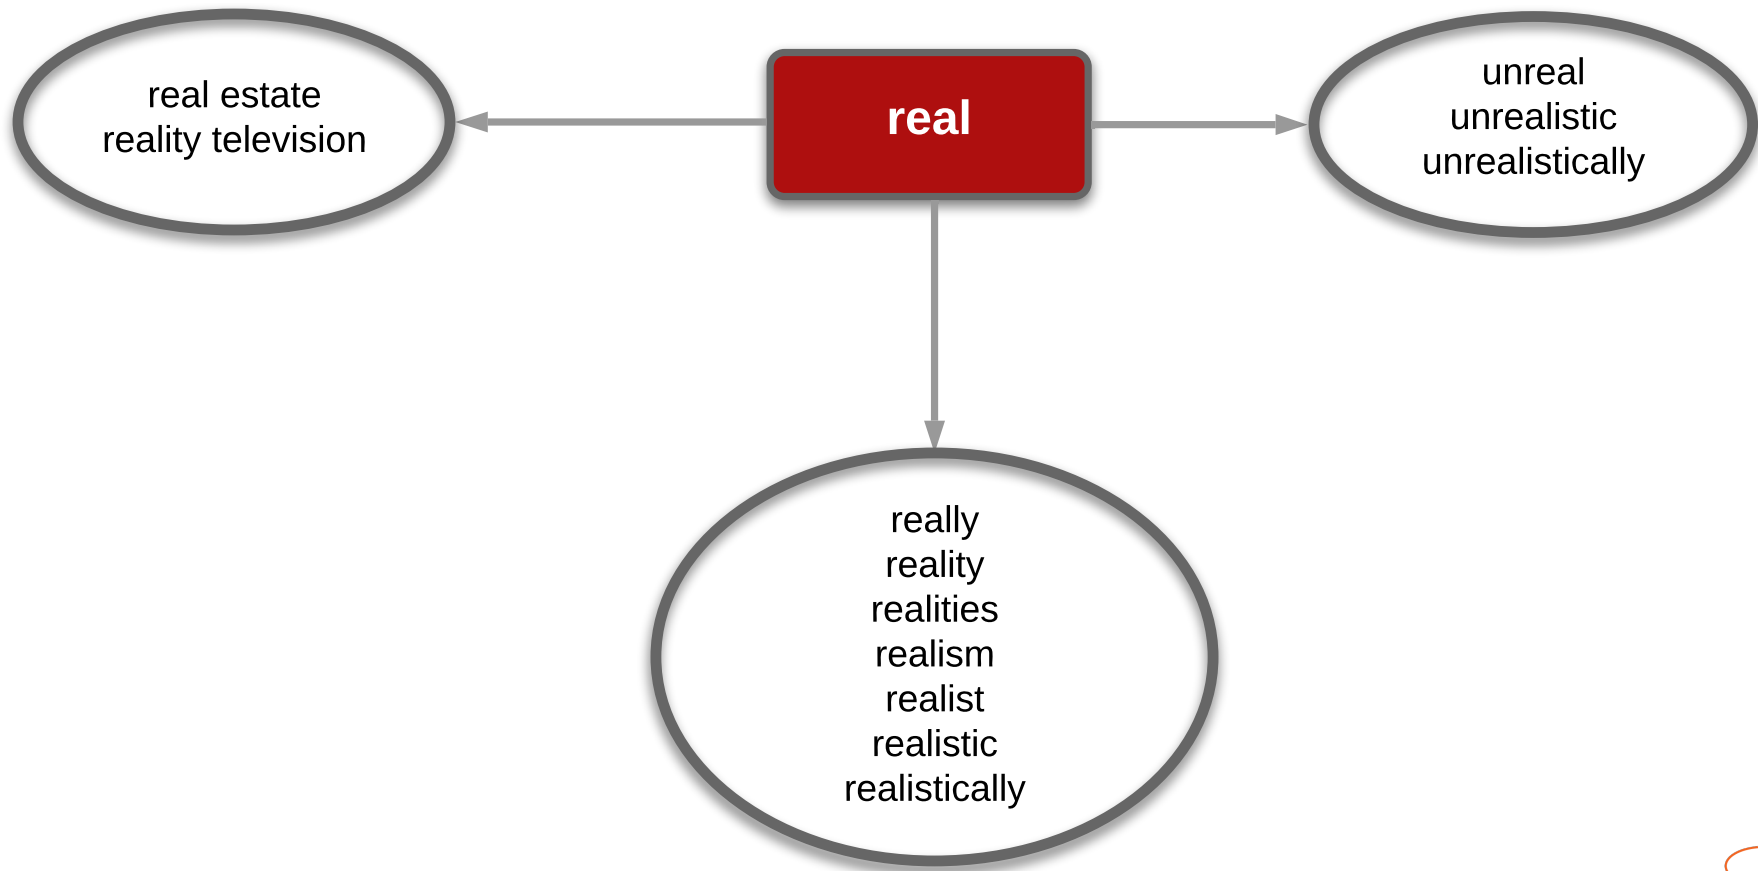 real estate
reality television
real
unreal
unrealistic
unrealistically
really
reality
realities
realism
realist
realistic
realistically